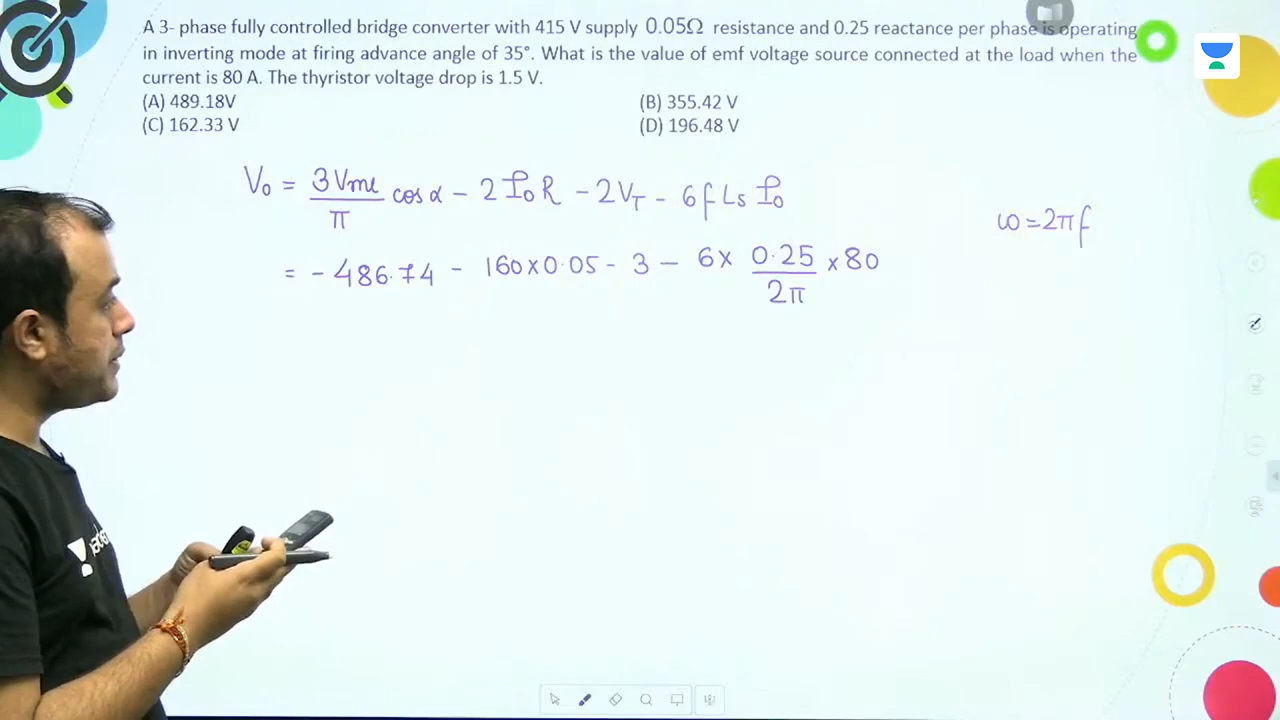 A 3- phase fully controlled bridge converter with 415 V supply 0.05Ω resistance and 0.25 reactance per phase is operating
in inverting mode at firing advance angle of 35°. What is the value of emf voltage source connected at the load when the
current is 80 A. The thyristor voltage drop is 1.5 V.
(A) 489.18V (B) 355.42 V
(C) 162.33 V (D) 196.48 V
V₀ = 3Vmℓ/π cos α − 2 I₀R − 2V_T − 6f Ls I₀
ω = 2πf
= − 486.74 − 160 × 0.05 − 3 − 6 × 0.25/2π × 80